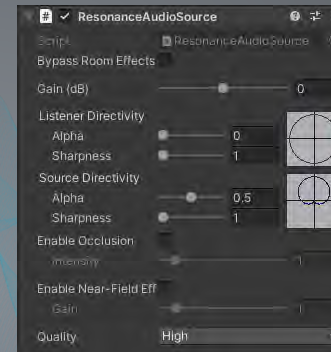 ResonanceAudioSource
Script ResonanceAudioSource
Bypass Room Effects
Gain (dB) 0
Listener Directivity
Alpha 0
Sharpness 1
Source Directivity
Alpha 0.5
Sharpness 1
Enable Occlusion
Intensity 1
Enable Near-Field Eff
Gain 1
Quality High